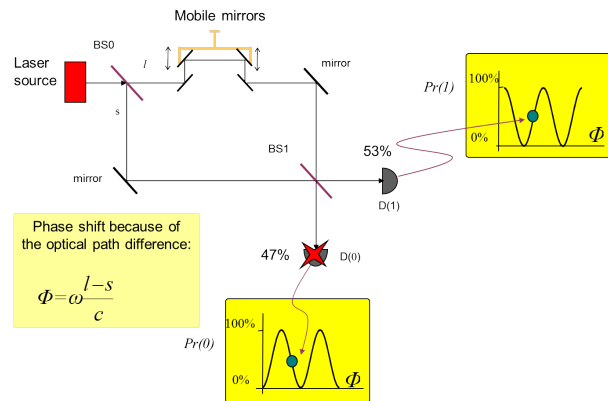 Mobile mirrors
BS0
Laser
source
l
mirror
s
BS1
mirror
53%
D(1)
47%
D(0)
Pr(1)
100%
0%
Φ
Phase shift because of
the optical path difference:
Φ=ω(l−s)/c
Pr(0)
100%
0%
Φ